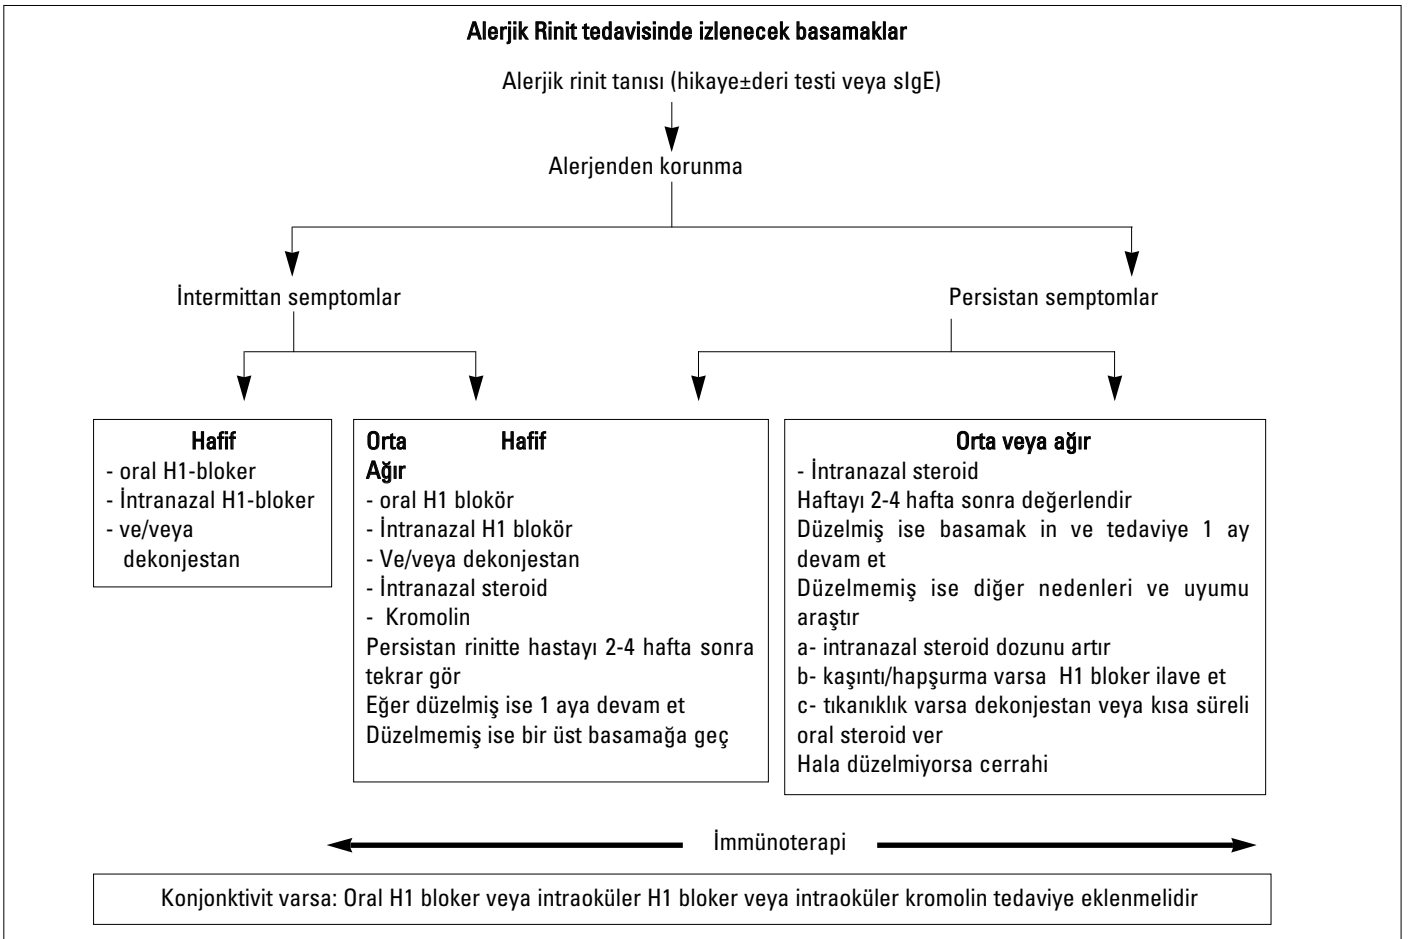 Alerjik Rinit tedavisinde izlenecek basamaklar
Alerjik rinit tanısı (hikaye±deri testi veya sIgE)
Alerjenden korunma
İntermittan semptomlar
Persistan semptomlar
Hafif
- oral H1-bloker
- İntranazal H1-bloker
- ve/veya
dekonjestan
Orta Hafif
Ağır
- oral H1 blokör
- İntranazal H1 blokör
- Ve/veya dekonjestan
- İntranazal steroid
- Kromolin
Persistan rinitte hastayı 2-4 hafta sonra
tekrar gör
Eğer düzelmiş ise 1 aya devam et
Düzelmemiş ise bir üst basamağa geç
Orta veya ağır
- İntranazal steroid
Haftayı 2-4 hafta sonra değerlendir
Düzelmiş ise basamak in ve tedaviye 1 ay
devam et
Düzelmemiş ise diğer nedenleri ve uyumu
araştır
a- intranazal steroid dozunu artır
b- kaşıntı/hapşurma varsa H1 bloker ilave et
c- tıkanıklık varsa dekonjestan veya kısa süreli
oral steroid ver
Hala düzelmiyorsa cerrahi
İmmünoterapi
Konjonktivit varsa: Oral H1 bloker veya intraoküler H1 bloker veya intraoküler kromolin tedaviye eklenmelidir